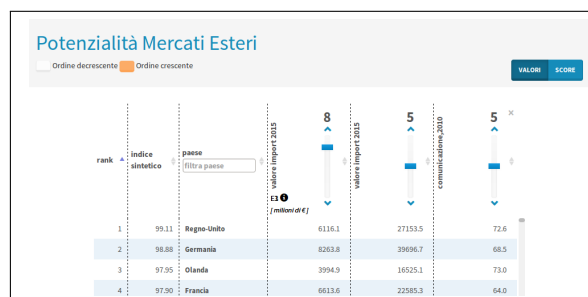 Potenzialità Mercati Esteri
Ordine decrescente Ordine crescente
VALORI SCORE
8 5 5 ×
rank indice sintetico paese valore import 2015 valore import 2015 comunicazione,2010
filtra paese
E3
[ milioni di € ]
1 99.11 Regno-Unito 6116.1 27153.5 72.6
2 98.88 Germania 8263.8 39696.7 68.5
3 97.95 Olanda 3994.9 16525.1 73.0
4 97.90 Francia 6613.6 22585.3 64.0